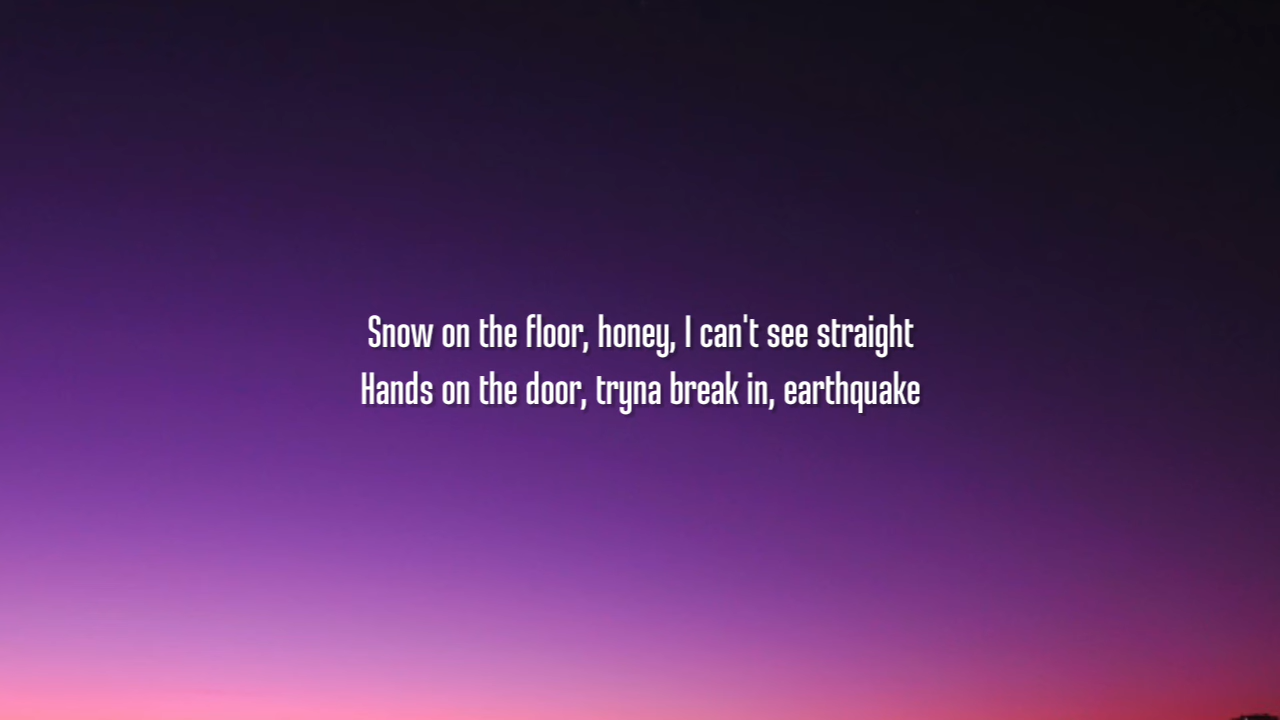 Snow on the floor, honey, I can't see straight
Hands on the door, tryna break in, earthquake